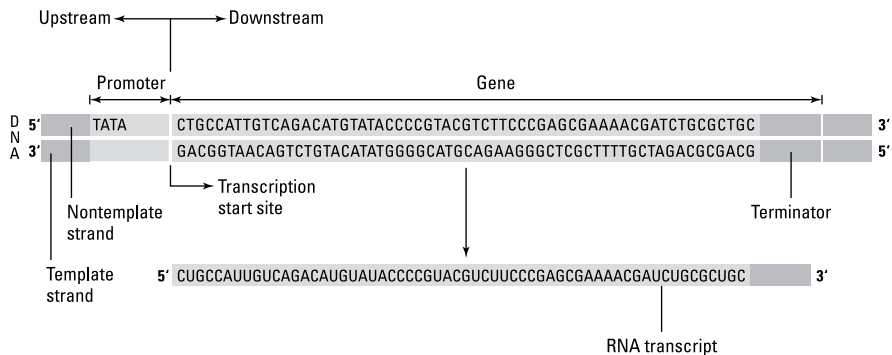 Upstream Downstream
Promoter Gene
D
N
A
5' TATA CTGCCATTGTCAGACATGTATACCCCGTACGTCTTCCCGAGCGAAAACGATCTGCGCTGC 3'
3' GACGGTAACAGTCTGTACATATGGGGCATGCAGAAGGGCTCGCTTTTGCTAGACGCGACG 5'
Transcription
start site
Nontemplate
strand
Terminator
Template
strand
5' CUGCCAUUGUCAGACAUGUAUACCCCGUACGUCUUCCCGAGCGAAAACGAUCUGCGCUGC 3'
RNA transcript